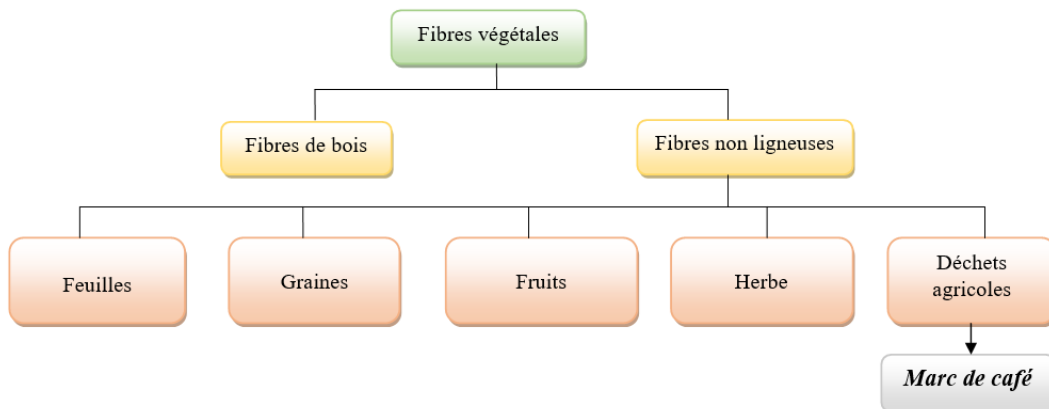 Fibres végétales
Fibres de bois
Fibres non ligneuses
Feuilles
Graines
Fruits
Herbe
Déchets
agricoles
Marc de café